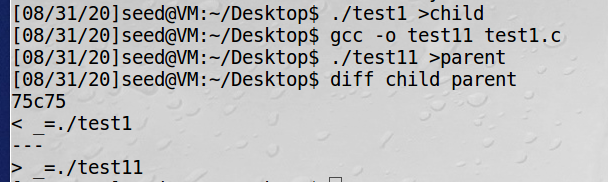 [08/31/20]seed@VM:~/Desktop$ ./test1 >child
[08/31/20]seed@VM:~/Desktop$ gcc -o test11 test1.c
[08/31/20]seed@VM:~/Desktop$ ./test11 >parent
[08/31/20]seed@VM:~/Desktop$ diff child parent
75c75
< _=./test1
---
> _=./test11